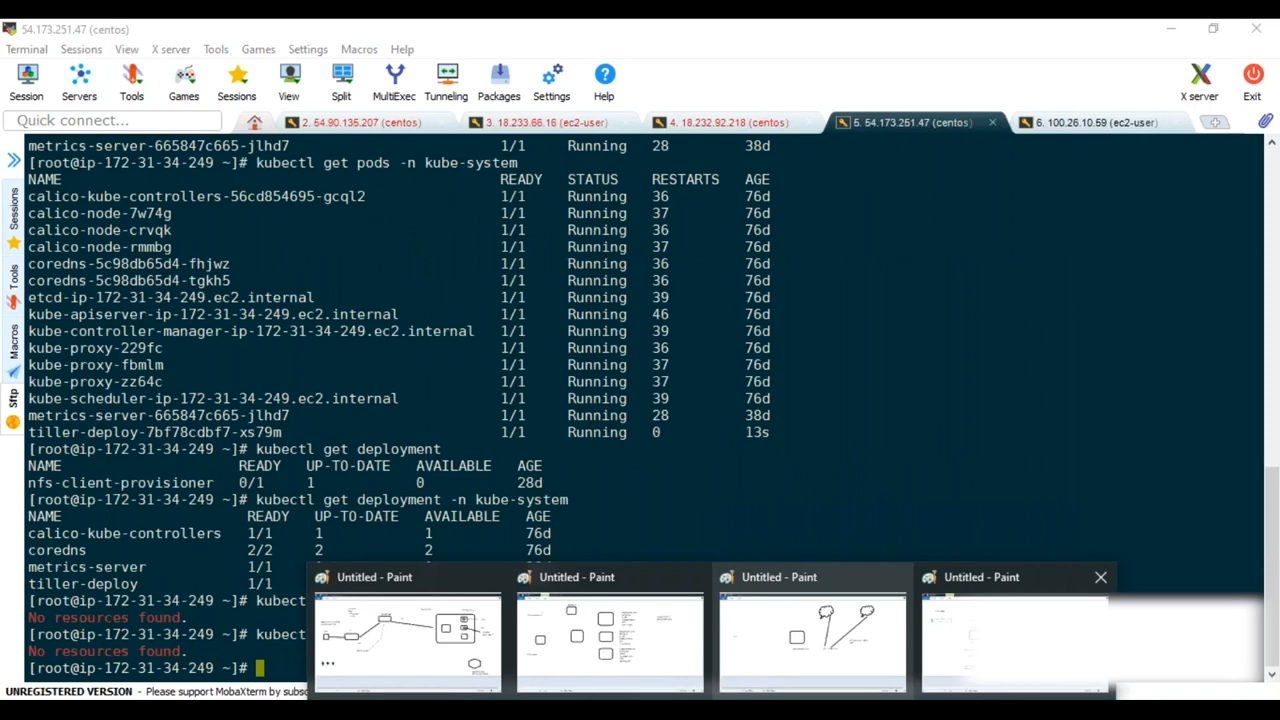 54.173.251.47 (centos)
Terminal Sessions View X server Tools Games Settings Macros Help
Session Servers Tools Games Sessions View Split MultiExec Tunneling Packages Settings Help X server Exit
Quick connect... 2. 54.90.135.207 (centos) 3. 18.233.66.16 (ec2-user) 4. 18.232.92.218 (centos) 5. 54.173.251.47 (centos) 6. 100.26.10.59 (ec2-user)
Sessions
Tools
Macros
Sftp
metrics-server-665847c665-jlhd7 1/1 Running 28 38d
[root@ip-172-31-34-249 ~]# kubectl get pods -n kube-system
NAME READY STATUS RESTARTS AGE
calico-kube-controllers-56cd854695-gcql2 1/1 Running 36 76d
calico-node-7w74g 1/1 Running 37 76d
calico-node-crvqk 1/1 Running 36 76d
calico-node-rmmbg 1/1 Running 37 76d
coredns-5c98db65d4-fhjwz 1/1 Running 36 76d
coredns-5c98db65d4-tgkh5 1/1 Running 36 76d
etcd-ip-172-31-34-249.ec2.internal 1/1 Running 39 76d
kube-apiserver-ip-172-31-34-249.ec2.internal 1/1 Running 46 76d
kube-controller-manager-ip-172-31-34-249.ec2.internal 1/1 Running 39 76d
kube-proxy-229fc 1/1 Running 36 76d
kube-proxy-fbmlm 1/1 Running 37 76d
kube-proxy-zz64c 1/1 Running 37 76d
kube-scheduler-ip-172-31-34-249.ec2.internal 1/1 Running 39 76d
metrics-server-665847c665-jlhd7 1/1 Running 28 38d
tiller-deploy-7bf78cdbf7-xs79m 1/1 Running 0 13s
[root@ip-172-31-34-249 ~]# kubectl get deployment
NAME READY UP-TO-DATE AVAILABLE AGE
nfs-client-provisioner 0/1 1 0 28d
[root@ip-172-31-34-249 ~]# kubectl get deployment -n kube-system
NAME READY UP-TO-DATE AVAILABLE AGE
calico-kube-controllers 1/1 1 1 76d
coredns 2/2 2 2 76d
metrics-server 1/1
tiller-deploy 1/1
[root@ip-172-31-34-249 ~]# kubect
No resources found.
[root@ip-172-31-34-249 ~]# kubect
No resources found.
[root@ip-172-31-34-249 ~]#
Untitled - Paint Untitled - Paint Untitled - Paint Untitled - Paint
UNREGISTERED VERSION - Please support MobaXterm by subsc